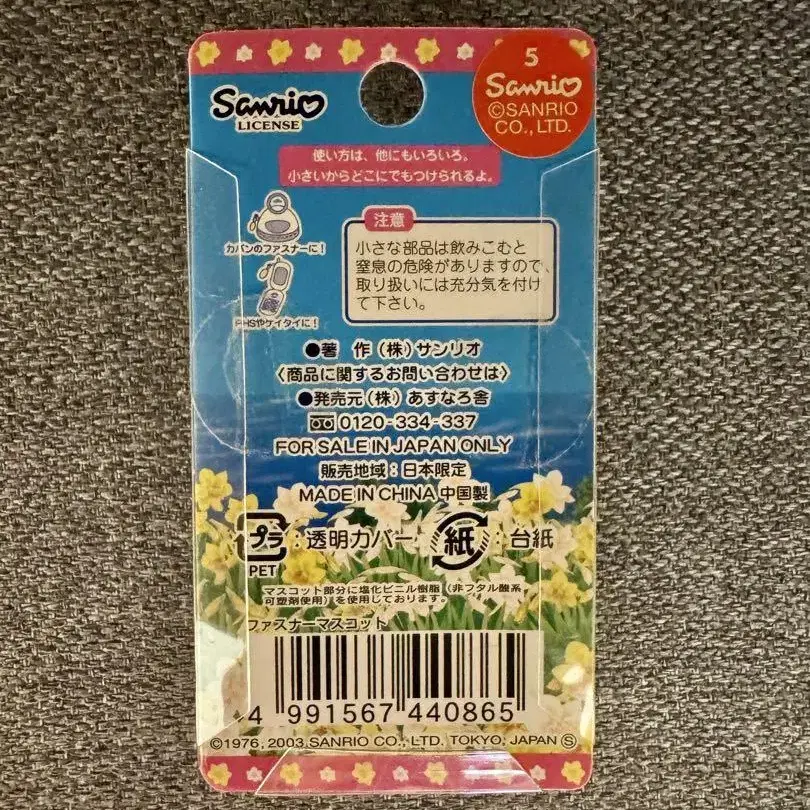 Sanrio
LICENSE
5
Sanrio
©SANRIO
CO., LTD.
使い方は、他にもいろいろ。
小さいからどこにでもつけられるよ。
カバンのファスナーに!
PHSやケイタイに!
注意
小さな部品は飲みこむと
窒息の危険がありますので、
取り扱いには充分気を付け
て下さい。
●著 作(株)サンリオ
〈商品に関するお問い合わせは〉
●発売元(株)あすなろ舎
0120-334-337
FOR SALE IN JAPAN ONLY
販売地域:日本限定
MADE IN CHINA 中国製
プラ:透明カバー 紙:台紙
PET
マスコット部分に塩化ビニル樹脂(非フタル酸系
可塑剤使用)を使用しております。
ファスナーマスコット
4 991567 440865
©1976, 2003 SANRIO CO., LTD. TOKYO, JAPAN Ⓢ